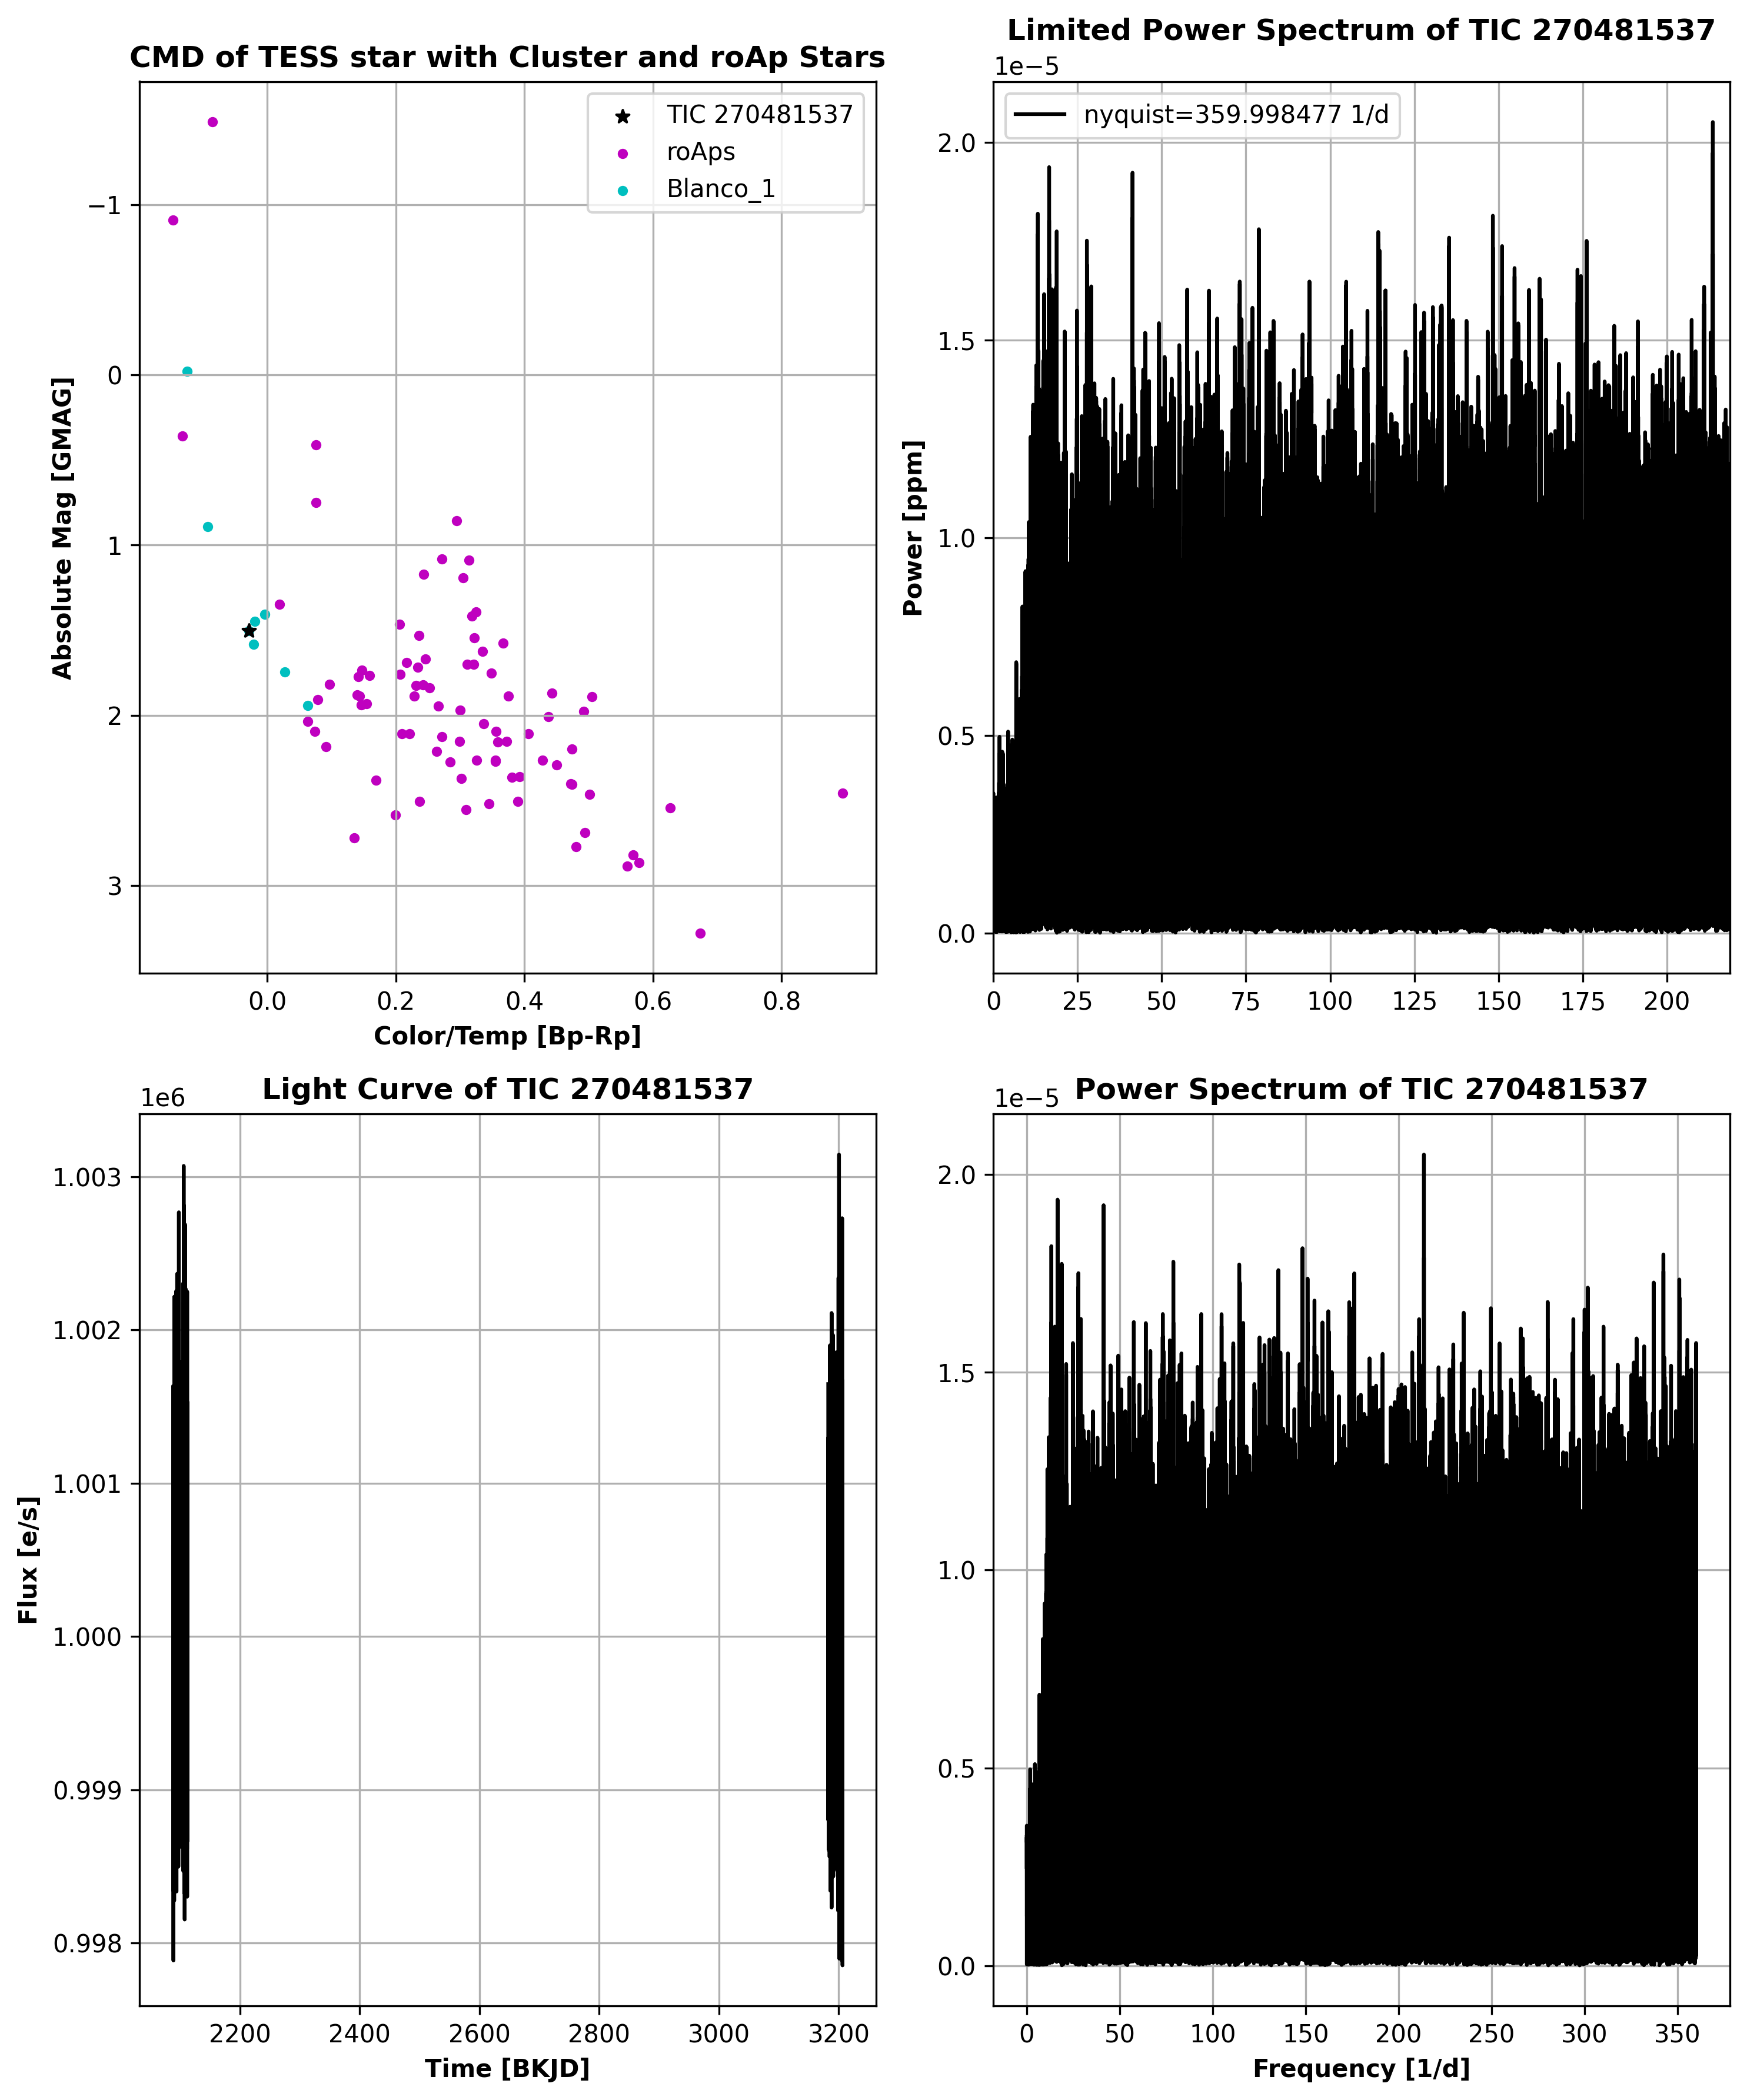 CMD of TESS star with Cluster and roAp Stars
TIC 270481537
roAps
Blanco_1
−1
0
1
2
3
Absolute Mag [GMAG]
0.0 0.2 0.4 0.6 0.8
Color/Temp [Bp-Rp]
Limited Power Spectrum of TIC 270481537
1e−5
nyquist=359.998477 1/d
2.0
1.5
1.0
0.5
0.0
Power [ppm]
0 25 50 75 100 125 150 175 200
Light Curve of TIC 270481537
1e6
1.003
1.002
1.001
1.000
0.999
0.998
Flux [e/s]
2200 2400 2600 2800 3000 3200
Time [BKJD]
Power Spectrum of TIC 270481537
1e−5
2.0
1.5
1.0
0.5
0.0
0 50 100 150 200 250 300 350
Frequency [1/d]